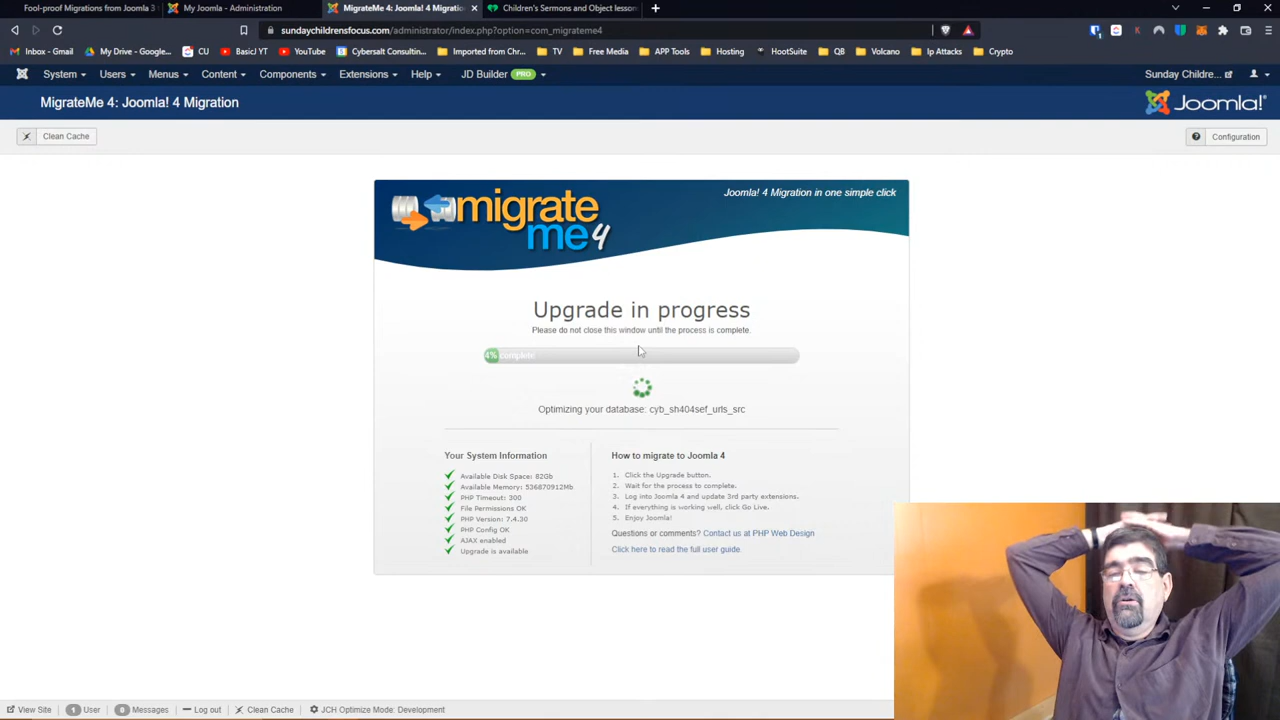 Fool-proof Migrations from Joomla 3
My Joomla - Administration
MigrateMe 4: Joomla! 4 Migratio
Children's Sermons and Object lesson
sundaychildrensfocus.com/administrator/index.php?option=com_migrateme4
Inbox - Gmail
My Drive - Google...
CU
Basicl YT
YouTube
Cybersalt Consultin...
Imported from Chr...
TV
Free Media
APP Tools
Hosting
HootSuite
QB
Volcano
Ip Attacks
Crypto
System
Users
Menus
Content
Components
Extensions
Help
JD Builder PRO
Sunday Childre...
MigrateMe 4: Joomla! 4 Migration
Joomla!
Clean Cache
Configuration
migrate
me 4
Joomla! 4 Migration in one simple click
Upgrade in progress
Please do not close this window until the process is complete.
4% complete
Optimizing your database: cyb_sh404sef_urls_src
Your System Information
Available Disk Space: 82Gb
Available Memory: 536870912Mb
PHP Timeout: 300
File Permissions OK
PHP Version: 7.4.30
PHP Config OK
AJAX enabled
Upgrade is available
How to migrate to Joomla 4
1. Click the Upgrade button.
2. Wait for the process to complete.
3. Log into Joomla 4 and update 3rd party extensions.
4. If everything is working well, click Go Live.
5. Enjoy Joomla!
Questions or comments? Contact us at PHP Web Design
Click here to read the full user guide.
View Site
1 User
0 Messages
Log out
Clean Cache
JCH Optimize Mode: Development